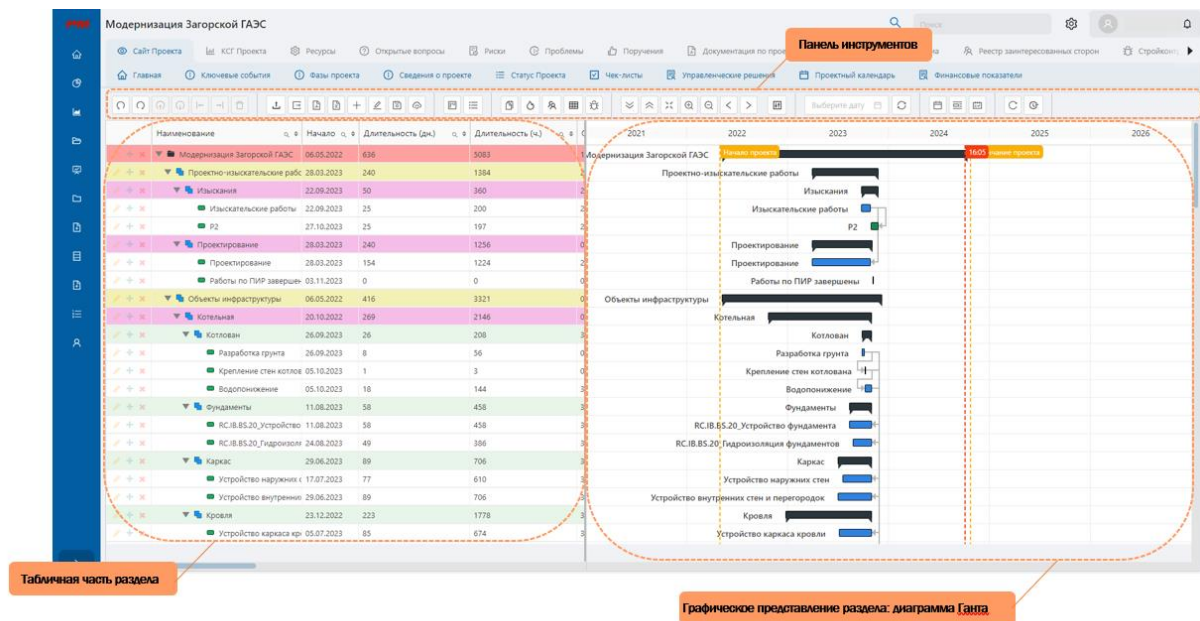 Модернизация Загорской ГАЭС
Поиск
Панель инструментов
Сайт Проекта КСГ Проекта Ресурсы Открытые вопросы Риски Проблемы Поручения Документация по прое Реестр заинтересованных сторон Стройконт
Главная Ключевые события Фазы проекта Сведения о проекте Статус Проекта Чек-листы Управленческие решения Проектный календарь Финансовые показатели
Выберите дату
Наименование Начало Длительность (дн.) Длительность (ч.) 2021 2022 2023 2024 2025 2026
Модернизация Загорской ГАЭС 06.05.2022 636 5083 Модернизация Загорской ГАЭС Начало проекта 16:05 чание проекта
Проектно-изыскательские рабо 28.03.2023 240 1384 Проектно-изыскательские работы
Изыскания 22.09.2023 50 360 Изыскания
Изыскательские работы 22.09.2023 25 200 Изыскательские работы
Р2 27.10.2023 25 197 Р2
Проектирование 28.03.2023 240 1256 Проектирование
Проектирование 28.03.2023 154 1224 Проектирование
Работы по ПИР завершен 03.11.2023 0 0 Работы по ПИР завершены
Объекты инфраструктуры 06.05.2022 416 3321 Объекты инфраструктуры
Котельная 20.10.2022 269 2146 Котельная
Котлован 26.09.2023 26 208 Котлован
Разработка грунта 26.09.2023 8 56 Разработка грунта
Крепление стен котлов 05.10.2023 1 3 Крепление стен котлована
Водопонижение 05.10.2023 18 144 Водопонижение
Фундаменты 11.08.2023 58 458 Фундаменты
RC.IB.BS.20_Устройство 11.08.2023 58 458 RC.IB.BS.20_Устройство фундамента
RC.IB.BS.20_Гидроизоля 24.08.2023 49 386 RC.IB.BS.20_Гидроизоляция фундаментов
Каркас 29.06.2023 89 706 Каркас
Устройство наружних с 17.07.2023 77 610 Устройство наружних стен
Устройство внутренних 29.06.2023 89 706 Устройство внутренних стен и перегородок
Кровля 23.12.2022 223 1778 Кровля
Устройство каркаса кро 05.07.2023 85 674 Устройство каркаса кровли
Табличная часть раздела
Графическое представление раздела: диаграмма Ганта